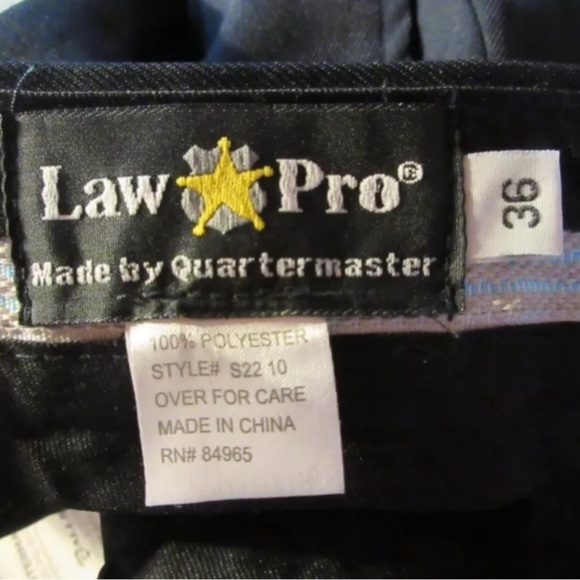 Law Pro®
Made by Quartermaster
36
100% POLYESTER
STYLE# S22 10
OVER FOR CARE
MADE IN CHINA
RN# 84965